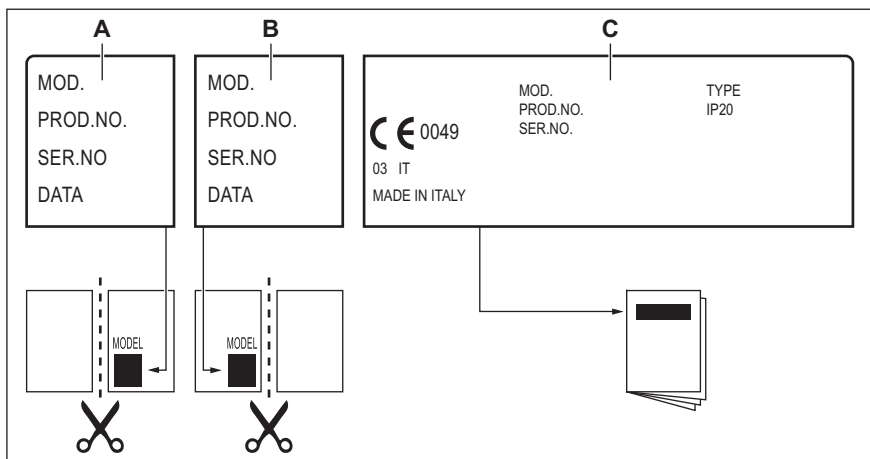 A
B
C
MOD.
PROD.NO.
SER.NO
DATA
MOD.
PROD.NO.
SER.NO
DATA
MOD.
PROD.NO.
SER.NO.
TYPE
IP20
CE 0049
03 IT
MADE IN ITALY
MODEL
MODEL